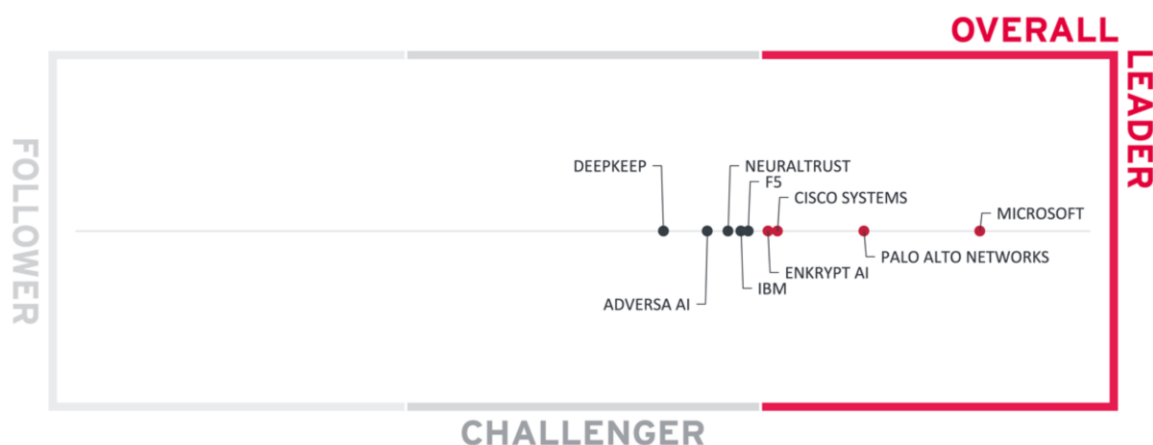 OVERALL
LEADER
FOLLOWER
DEEPKEEP
NEURALTRUST
F5
CISCO SYSTEMS
MICROSOFT
PALO ALTO NETWORKS
ENKRYPT AI
IBM
ADVERSA AI
CHALLENGER